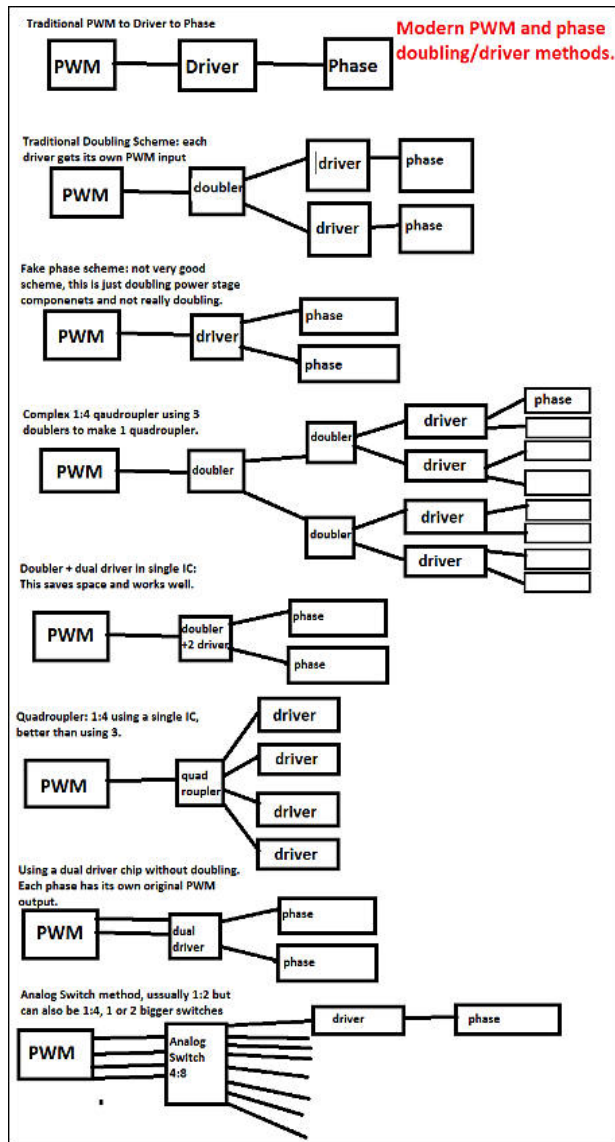 Traditional PWM to Driver to Phase
Modern PWM and phase
doubling/driver methods.
PWM
Driver
Phase
Traditional Doubling Scheme: each
driver gets its own PWM input
PWM
doubler
driver
phase
driver
phase
Fake phase scheme: not very good
scheme, this is just doubling power stage
componenets and not really doubling.
PWM
driver
phase
phase
Complex 1:4 qaudroupler using 3
doublers to make 1 quadroupler.
PWM
doubler
doubler
driver
phase
driver
doubler
driver
driver
Doubler + dual driver in single IC:
This saves space and works well.
PWM
doubler
+2 driver
phase
phase
Quadroupler: 1:4 using a single IC,
better than using 3.
PWM
quad
roupler
driver
driver
driver
driver
Using a dual driver chip without doubling.
Each phase has its own original PWM
output.
PWM
dual
driver
phase
phase
Analog Switch method, ussually 1:2 but
can also be 1:4, 1 or 2 bigger switches
PWM
Analog
Switch
4:8
driver
phase